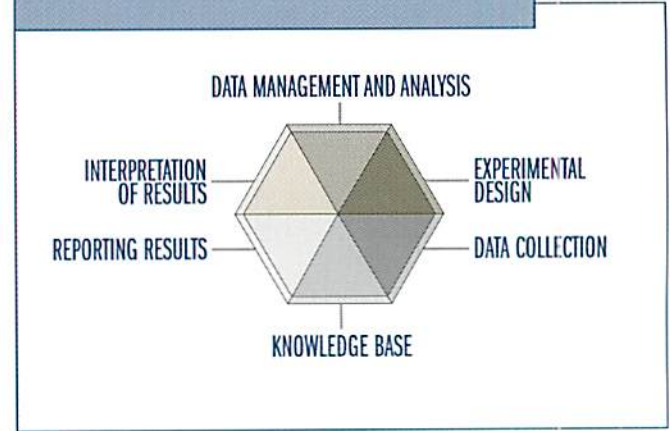 DATA MANAGEMENT AND ANALYSIS
INTERPRETATION
OF RESULTS
EXPERIMENTAL
DESIGN
REPORTING RESULTS
DATA COLLECTION
KNOWLEDGE BASE